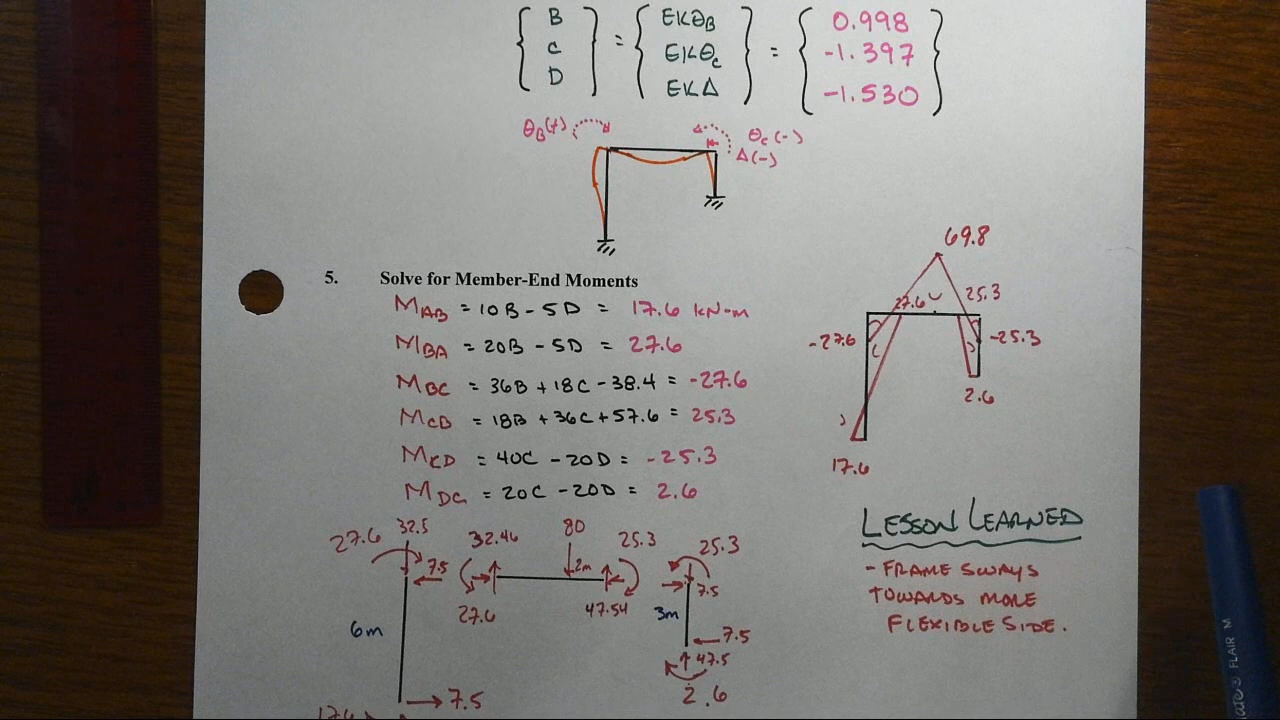 { B C D } = { EKθB EKθc EKΔ } = { 0.998 -1.397 -1.530 }
θB(+)
θc(-)
Δ(-)
5. Solve for Member-End Moments
MAB = 10B - 5D = 17.6 kN-m
MBA = 20B - 5D = 27.6
MBC = 36B + 18C - 38.4 = -27.6
MCB = 18B + 36C + 57.6 = 25.3
MCD = 40C - 20D = -25.3
MDC = 20C - 20D = 2.6
69.8
27.6
25.3
-27.6
-25.3
2.6
17.6
27.6
32.5
7.5
6m
7.5
32.46
27.6
80
2m
25.3
47.54
25.3
7.5
3m
7.5
47.5
2.6
LESSON LEARNED
- FRAME SWAYS
TOWARDS MORE
FLEXIBLE SIDE.
FLAIR M